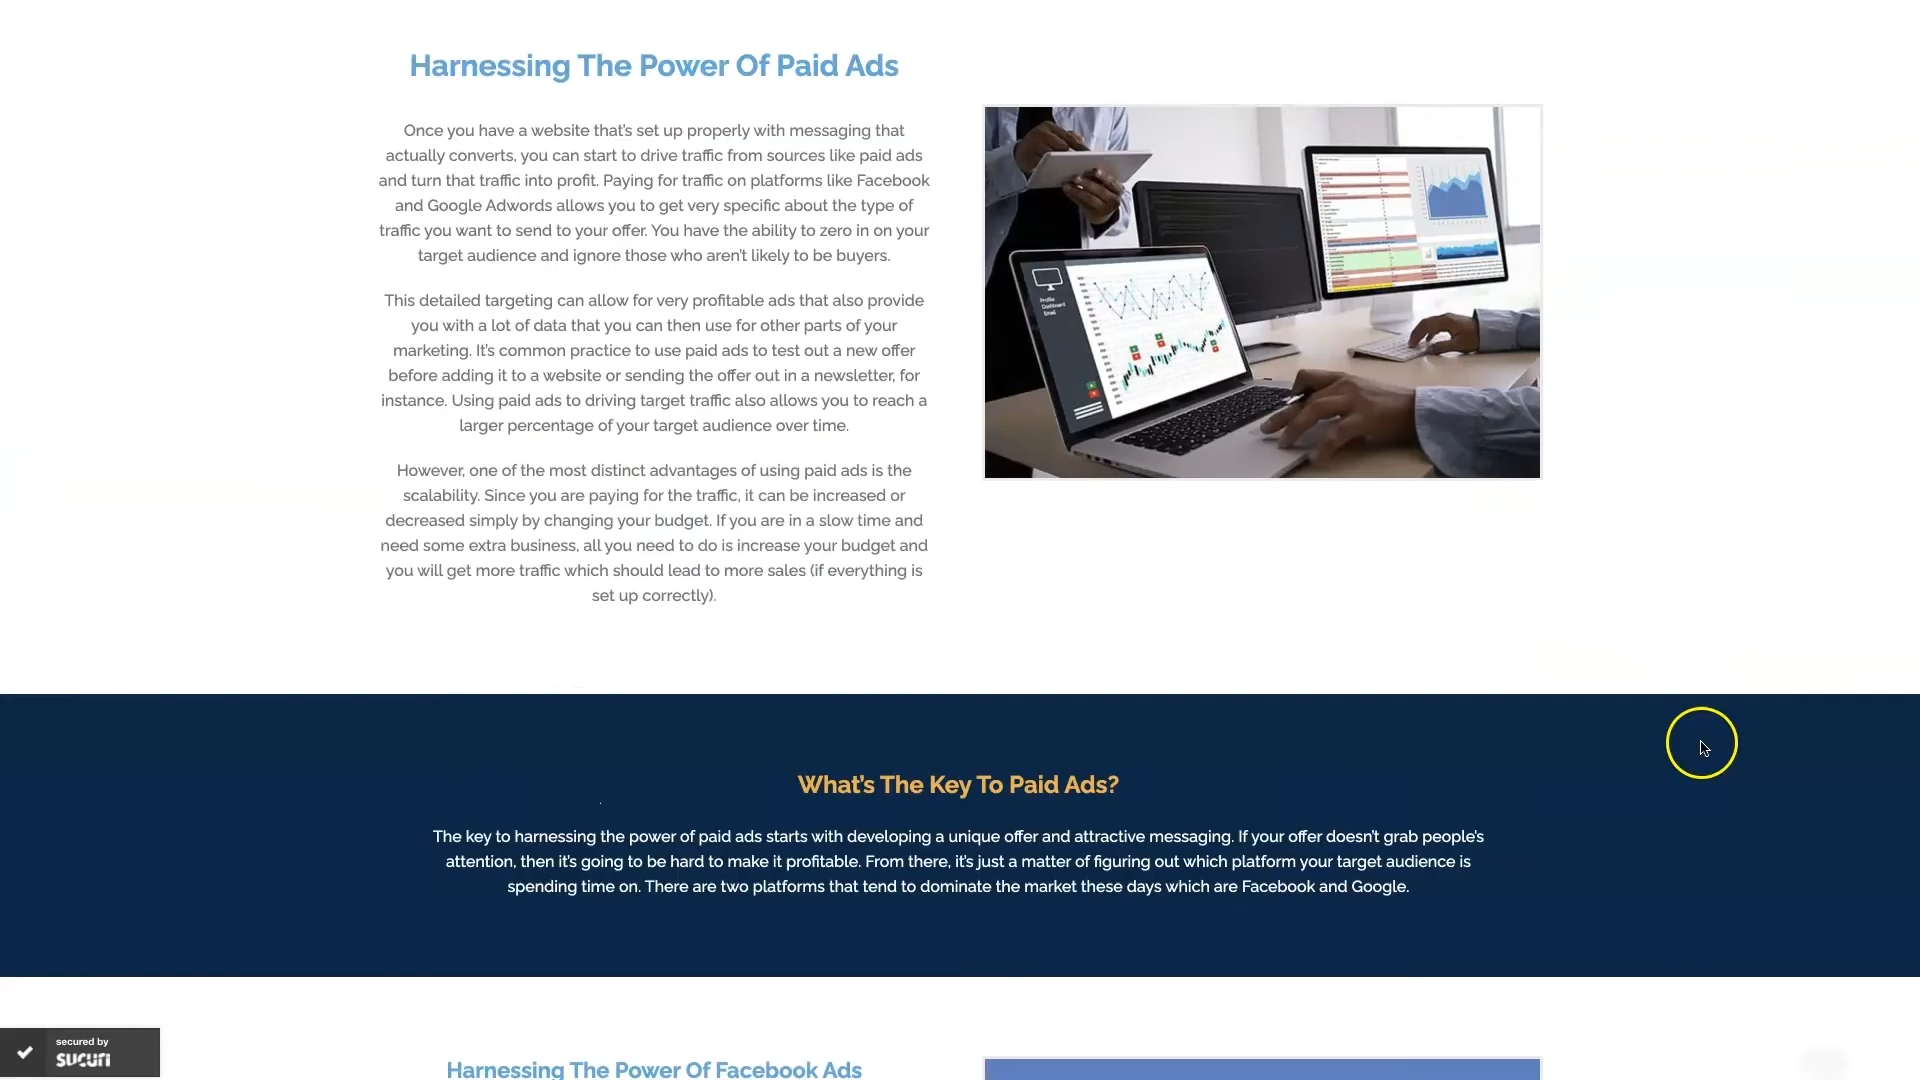 Harnessing The Power Of Paid Ads
Once you have a website that's set up properly with messaging that
actually converts, you can start to drive traffic from sources like paid ads
and turn that traffic into profit. Paying for traffic on platforms like Facebook
and Google Adwords allows you to get very specific about the type of
traffic you want to send to your offer. You have the ability to zero in on your
target audience and ignore those who aren't likely to be buyers.
This detailed targeting can allow for very profitable ads that also provide
you with a lot of data that you can then use for other parts of your
marketing. It's common practice to use paid ads to test out a new offer
before adding it to a website or sending the offer out in a newsletter, for
instance. Using paid ads to driving target traffic also allows you to reach a
larger percentage of your target audience over time.
However, one of the most distinct advantages of using paid ads is the
scalability. Since you are paying for the traffic, it can be increased or
decreased simply by changing your budget. If you are in a slow time and
need some extra business, all you need to do is increase your budget and
you will get more traffic which should lead to more sales (if everything is
set up correctly).
Profile
Dashboard
Email
What's The Key To Paid Ads?
The key to harnessing the power of paid ads starts with developing a unique offer and attractive messaging. If your offer doesn't grab people's
attention, then it's going to be hard to make it profitable. From there, it's just a matter of figuring out which platform your target audience is
spending time on. There are two platforms that tend to dominate the market these days which are Facebook and Google.
secured by
sucuri
Harnessing The Power Of Facebook Ads